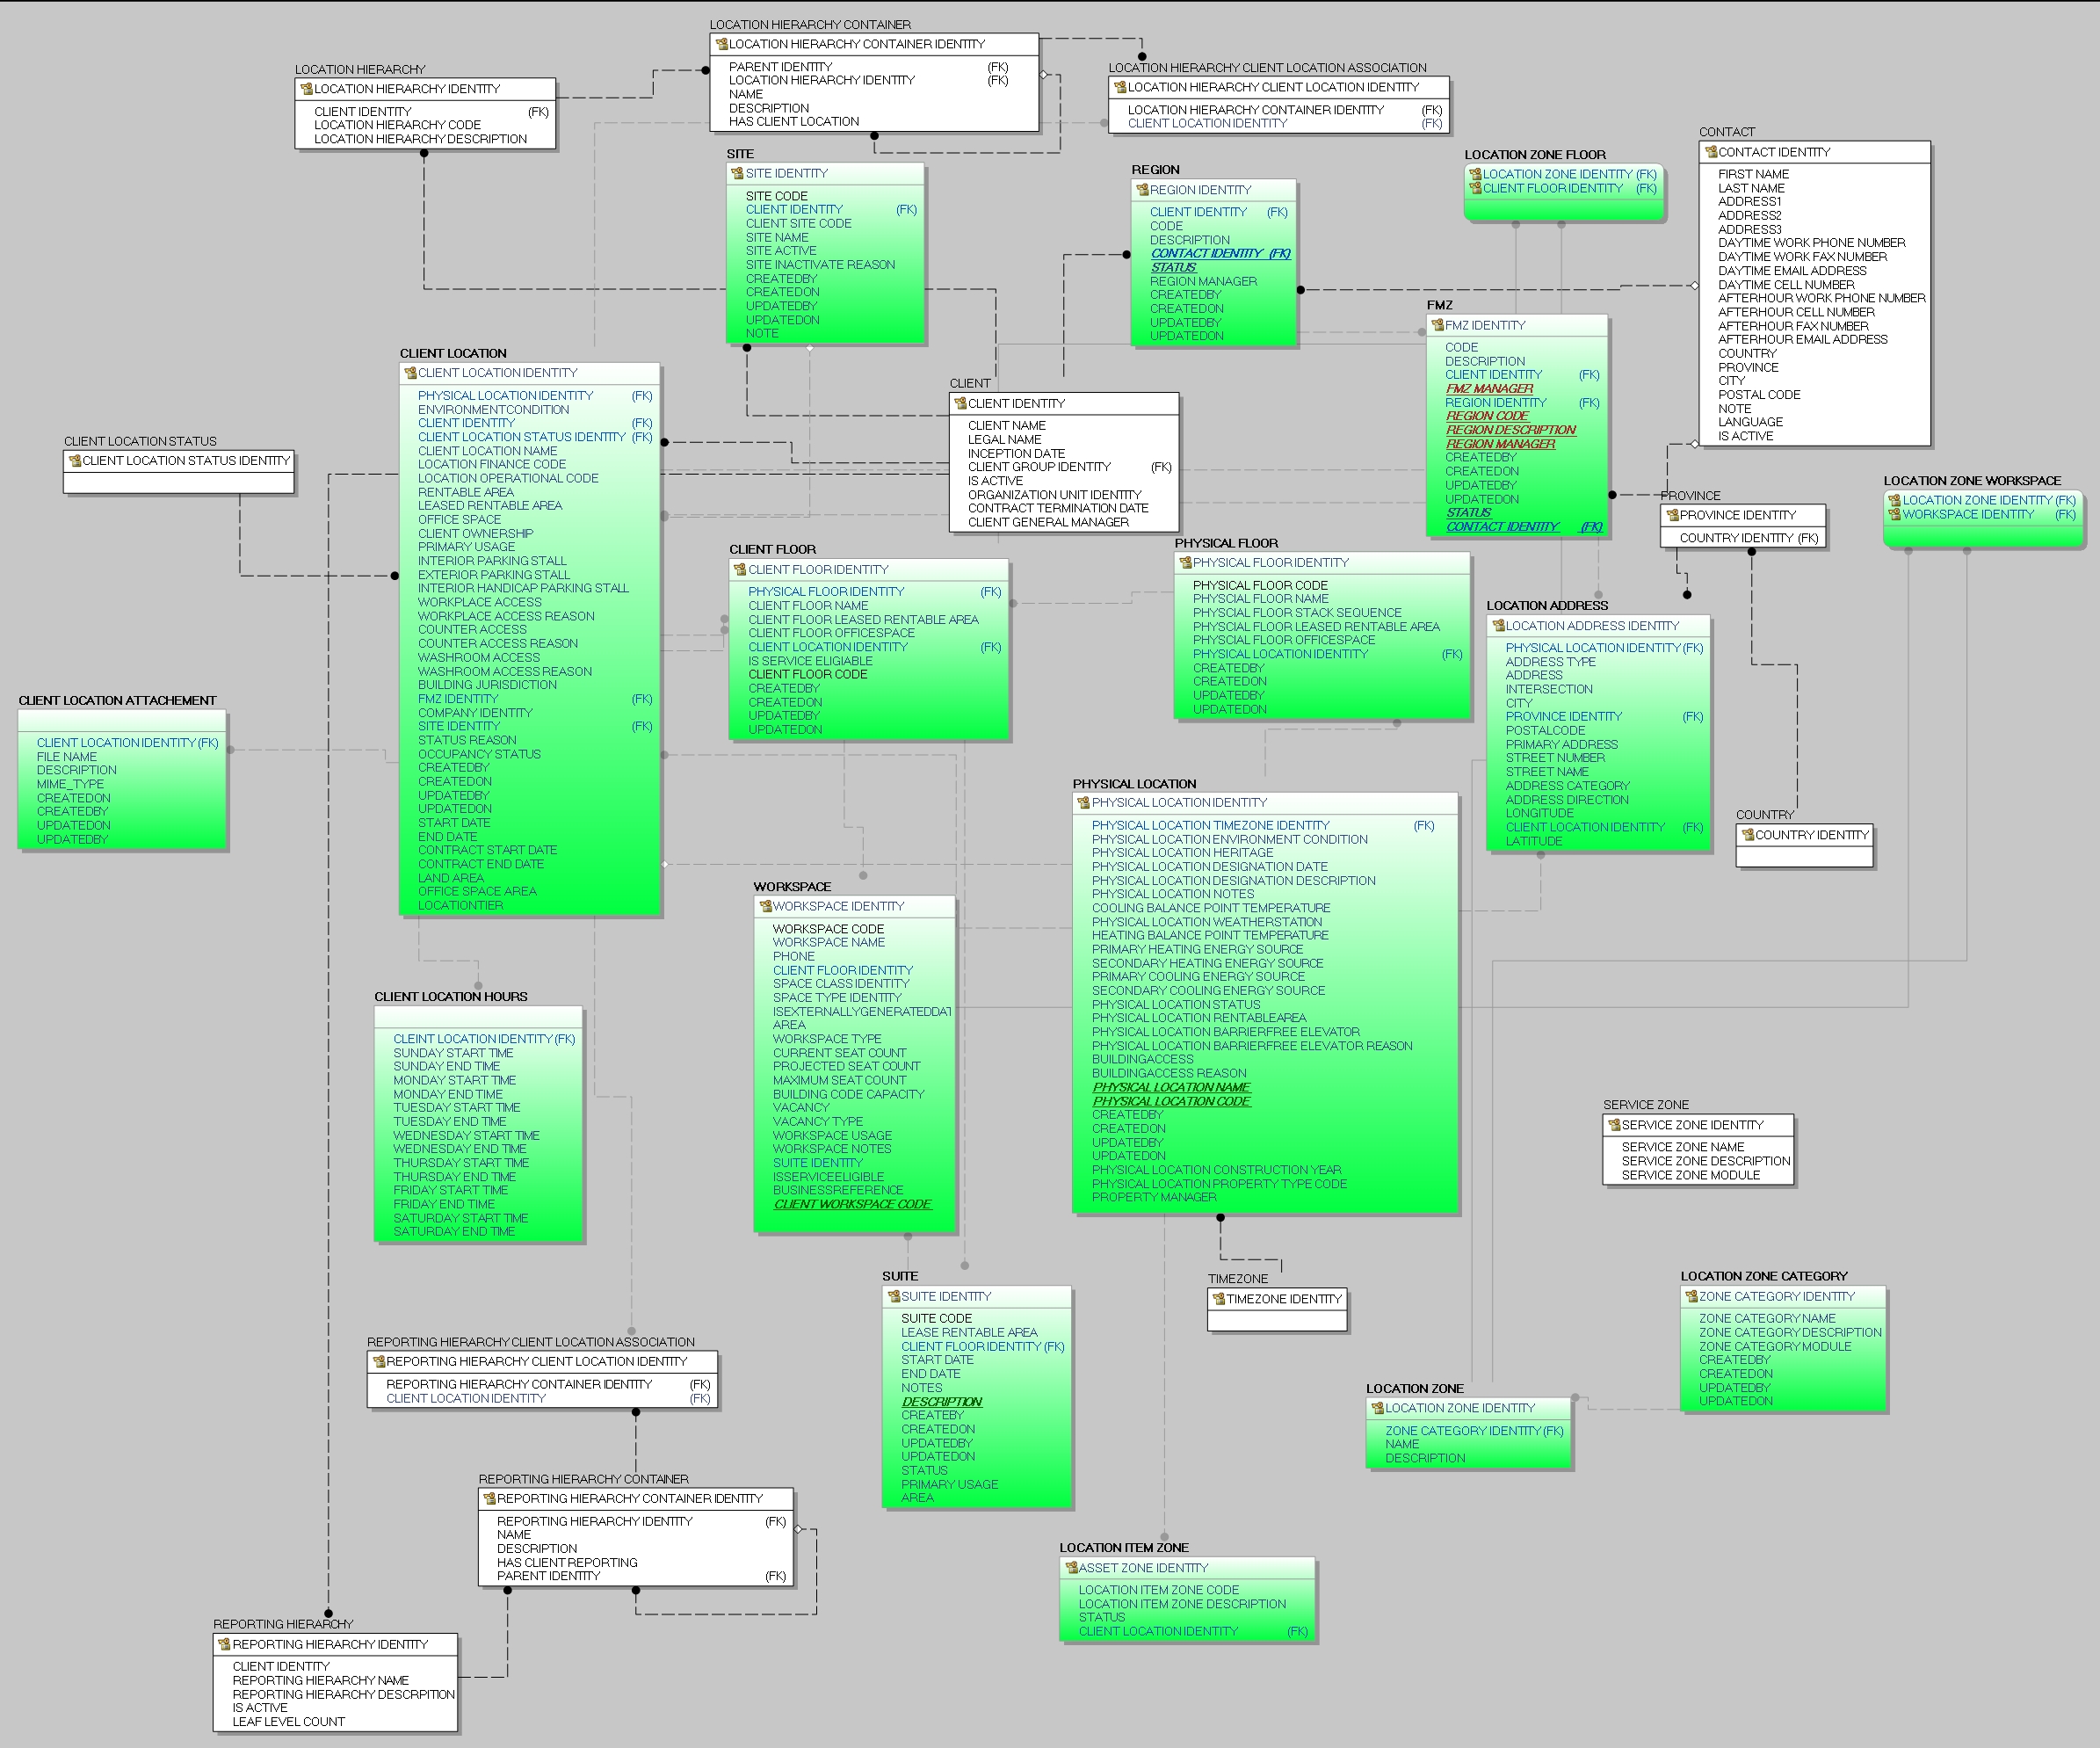 LOCATION HIERARCHY CONTAINER
LOCATION HIERARCHY CONTAINER IDENTITY
PARENT IDENTITY (FK)
LOCATION HIERARCHY IDENTITY (FK)
NAME
DESCRIPTION
HAS CLIENT LOCATION
LOCATION HIERARCHY
LOCATION HIERARCHY IDENTITY
CLIENT IDENTITY (FK)
LOCATION HIERARCHY CODE
LOCATION HIERARCHY DESCRIPTION
LOCATION HIERARCHY CLIENT LOCATION ASSOCIATION
LOCATION HIERARCHY CLIENT LOCATION IDENTITY
LOCATION HIERARCHY CONTAINER IDENTITY (FK)
CLIENT LOCATION IDENTITY (FK)
SITE
SITE IDENTITY
SITE CODE
CLIENT IDENTITY (FK)
CLIENT SITE CODE
SITE NAME
SITE ACTIVE
SITE INACTIVATE REASON
CREATEDBY
CREATEDON
UPDATEDBY
UPDATEDON
NOTE
REGION
REGION IDENTITY
CLIENT IDENTITY (FK)
CODE
DESCRIPTION
CONTACT IDENTITY (FK)
STATUS
REGION MANAGER
CREATEDBY
CREATEDON
UPDATEDBY
UPDATEDON
LOCATION ZONE FLOOR
LOCATION ZONE IDENTITY (FK)
CLIENT FLOOR IDENTITY (FK)
CONTACT
CONTACT IDENTITY
FIRST NAME
LAST NAME
ADDRESS1
ADDRESS2
ADDRESS3
DAYTIME WORK PHONE NUMBER
DAYTIME WORK FAX NUMBER
DAYTIME EMAIL ADDRESS
DAYTIME CELL NUMBER
AFTERHOUR WORK PHONE NUMBER
AFTERHOUR CELL NUMBER
AFTERHOUR FAX NUMBER
AFTERHOUR EMAIL ADDRESS
COUNTRY
PROVINCE
CITY
POSTAL CODE
NOTE
LANGUAGE
IS ACTIVE
FMZ
FMZ IDENTITY
CODE
DESCRIPTION
CLIENT IDENTITY (FK)
FMZ MANAGER
REGION IDENTITY (FK)
REGION CODE
REGION DESCRIPTION
REGION MANAGER
CREATEDBY
CREATEDON
UPDATEDBY
UPDATEDON
STATUS
CONTACT IDENTITY (FK)
CLIENT LOCATION
CLIENT LOCATION IDENTITY
PHYSICAL LOCATION IDENTITY (FK)
ENVIRONMENTCONDITION
CLIENT IDENTITY (FK)
CLIENT LOCATION STATUS IDENTITY (FK)
CLIENT LOCATION NAME
LOCATION FINANCE CODE
LOCATION OPERATIONAL CODE
RENTABLE AREA
LEASED RENTABLE AREA
OFFICE SPACE
CLIENT OWNERSHIP
PRIMARY USAGE
INTERIOR PARKING STALL
EXTERIOR PARKING STALL
INTERIOR HANDICAP PARKING STALL
WORKPLACE ACCESS
WORKPLACE ACCESS REASON
COUNTER ACCESS
COUNTER ACCESS REASON
WASHROOM ACCESS
WASHROOM ACCESS REASON
BUILDING JURISDICTION
FMZ IDENTITY (FK)
COMPANY IDENTITY
SITE IDENTITY (FK)
STATUS REASON
OCCUPANCY STATUS
CREATEDBY
CREATEDON
UPDATEDBY
UPDATEDON
START DATE
END DATE
CONTRACT START DATE
CONTRACT END DATE
LAND AREA
OFFICE SPACE AREA
LOCATIONTIER
CLIENT
CLIENT IDENTITY
CLIENT NAME
LEGAL NAME
INCEPTION DATE
CLIENT GROUP IDENTITY (FK)
IS ACTIVE
ORGANIZATION UNIT IDENTITY
CONTRACT TERMINATION DATE
CLIENT GENERAL MANAGER
CLIENT LOCATION STATUS
CLIENT LOCATION STATUS IDENTITY
PROVINCE
PROVINCE IDENTITY
COUNTRY IDENTITY (FK)
LOCATION ZONE WORKSPACE
LOCATION ZONE IDENTITY (FK)
WORKSPACE IDENTITY (FK)
CLIENT FLOOR
CLIENT FLOOR IDENTITY
PHYSICAL FLOOR IDENTITY (FK)
CLIENT FLOOR NAME
CLIENT FLOOR LEASED RENTABLE AREA
CLIENT FLOOR OFFICESPACE
CLIENT LOCATION IDENTITY (FK)
IS SERVICE ELIGIABLE
CLIENT FLOOR CODE
CREATEDBY
CREATEDON
UPDATEDBY
UPDATEDON
PHYSICAL FLOOR
PHYSICAL FLOOR IDENTITY
PHYSICAL FLOOR CODE
PHYSCIAL FLOOR NAME
PHYSCIAL FLOOR STACK SEQUENCE
PHYSCIAL FLOOR LEASED RENTABLE AREA
PHYSCIAL FLOOR OFFICESPACE
PHYSICAL LOCATION IDENTITY (FK)
CREATEDBY
CREATEDON
UPDATEDBY
UPDATEDON
LOCATION ADDRESS
LOCATION ADDRESS IDENTITY
PHYSICAL LOCATION IDENTITY (FK)
ADDRESS TYPE
ADDRESS
INTERSECTION
CITY
PROVINCE IDENTITY (FK)
POSTALCODE
PRIMARY ADDRESS
STREET NUMBER
STREET NAME
ADDRESS CATEGORY
ADDRESS DIRECTION
LONGITUDE
CLIENT LOCATION IDENTITY (FK)
LATITUDE
CLIENT LOCATION ATTACHEMENT
CLIENT LOCATION IDENTITY (FK)
FILE NAME
DESCRIPTION
MIME_TYPE
CREATEDON
CREATEDBY
UPDATEDON
UPDATEDBY
COUNTRY
COUNTRY IDENTITY
PHYSICAL LOCATION
PHYSICAL LOCATION IDENTITY
PHYSICAL LOCATION TIMEZONE IDENTITY (FK)
PHYSICAL LOCATION ENVIRONMENT CONDITION
PHYSICAL LOCATION HERITAGE
PHYSICAL LOCATION DESIGNATION DATE
PHYSICAL LOCATION DESIGNATION DESCRIPTION
PHYSICAL LOCATION NOTES
COOLING BALANCE POINT TEMPERATURE
PHYSICAL LOCATION WEATHERSTATION
HEATING BALANCE POINT TEMPERATURE
PRIMARY HEATING ENERGY SOURCE
SECONDARY HEATING ENERGY SOURCE
PRIMARY COOLING ENERGY SOURCE
SECONDARY COOLING ENERGY SOURCE
PHYSICAL LOCATION STATUS
PHYSICAL LOCATION RENTABLEAREA
PHYSICAL LOCATION BARRIERFREE ELEVATOR
PHYSICAL LOCATION BARRIERFREE ELEVATOR REASON
BUILDINGACCESS
BUILDINGACCESS REASON
PHYSICAL LOCATION NAME
PHYSICAL LOCATION CODE
CREATEDBY
CREATEDON
UPDATEDBY
UPDATEDON
PHYSICAL LOCATION CONSTRUCTION YEAR
PHYSICAL LOCATION PROPERTY TYPE CODE
PROPERTY MANAGER
WORKSPACE
WORKSPACE IDENTITY
WORKSPACE CODE
WORKSPACE NAME
PHONE
CLIENT FLOOR IDENTITY
SPACE CLASS IDENTITY
SPACE TYPE IDENTITY
ISEXTERNALLYGENERATEDDAT
AREA
WORKSPACE TYPE
CURRENT SEAT COUNT
PROJECTED SEAT COUNT
MAXIMUM SEAT COUNT
BUILDING CODE CAPACITY
VACANCY
VACANCY TYPE
WORKSPACE USAGE
WORKSPACE NOTES
SUITE IDENTITY
ISSERVICEELIGIBLE
BUSINESSREFERENCE
CLIENT WORKSPACE CODE
CLIENT LOCATION HOURS
CLEINT LOCATION IDENTITY (FK)
SUNDAY START TIME
SUNDAY END TIME
MONDAY START TIME
MONDAY END TIME
TUESDAY START TIME
TUESDAY END TIME
WEDNESDAY START TIME
WEDNESDAY END TIME
THURSDAY START TIME
THURSDAY END TIME
FRIDAY START TIME
FRIDAY END TIME
SATURDAY START TIME
SATURDAY END TIME
SERVICE ZONE
SERVICE ZONE IDENTITY
SERVICE ZONE NAME
SERVICE ZONE DESCRIPTION
SERVICE ZONE MODULE
SUITE
SUITE IDENTITY
SUITE CODE
LEASE RENTABLE AREA
CLIENT FLOOR IDENTITY (FK)
START DATE
END DATE
NOTES
DESCRIPTION
CREATEBY
CREATEDON
UPDATEDBY
UPDATEDON
STATUS
PRIMARY USAGE
AREA
TIMEZONE
TIMEZONE IDENTITY
LOCATION ZONE CATEGORY
ZONE CATEGORY IDENTITY
ZONE CATEGORY NAME
ZONE CATEGORY DESCRIPTION
ZONE CATEGORY MODULE
CREATEDBY
CREATEDON
UPDATEDBY
UPDATEDON
REPORTING HIERARCHY CLIENT LOCATION ASSOCIATION
REPORTING HIERARCHY CLIENT LOCATION IDENTITY
REPORTING HIERARCHY CONTAINER IDENTITY (FK)
CLIENT LOCATION IDENTITY (FK)
LOCATION ZONE
LOCATION ZONE IDENTITY
ZONE CATEGORY IDENTITY (FK)
NAME
DESCRIPTION
REPORTING HIERARCHY CONTAINER
REPORTING HIERARCHY CONTAINER IDENTITY
REPORTING HIERARCHY IDENTITY (FK)
NAME
DESCRIPTION
HAS CLIENT REPORTING
PARENT IDENTITY (FK)
LOCATION ITEM ZONE
ASSET ZONE IDENTITY
LOCATION ITEM ZONE CODE
LOCATION ITEM ZONE DESCRIPTION
STATUS
CLIENT LOCATION IDENTITY (FK)
REPORTING HIERARCHY
REPORTING HIERARCHY IDENTITY
CLIENT IDENTITY
REPORTING HIERARCHY NAME
REPORTING HIERARCHY DESCRPITION
IS ACTIVE
LEAF LEVEL COUNT